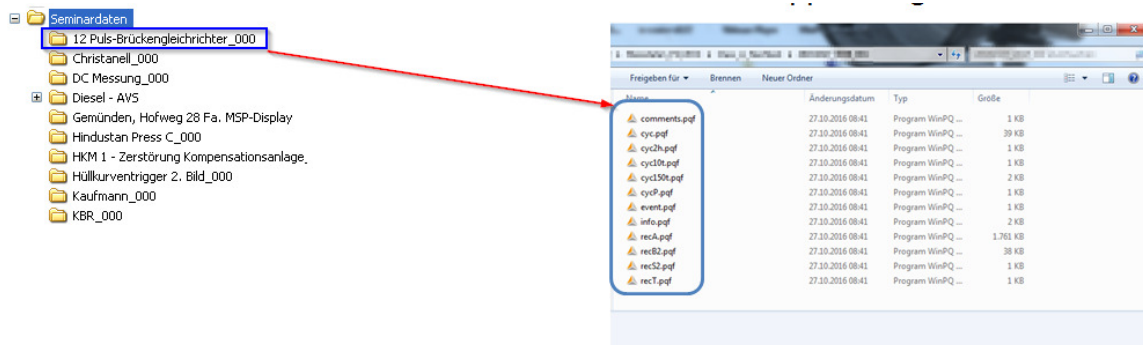 Seminardaten
12 Puls-Brückengleichrichter_000
Christanell_000
DC Messung_000
Diesel - AVS
Gemünden, Hofweg 28 Fa. MSP-Display
Hindustan Press C_000
HKM 1 - Zerstörung Kompensationsanlage_
Hüllkurventrigger 2. Bild_000
Kaufmann_000
KBR_000
Freigeben für Brennen Neuer Ordner
Name Änderungsdatum Typ Größe
comments.pqf 27.10.2016 08:41 Program WinPQ ... 1 KB
cyc.pqf 27.10.2016 08:41 Program WinPQ ... 39 KB
cyc2h.pqf 27.10.2016 08:41 Program WinPQ ... 1 KB
cyc10t.pqf 27.10.2016 08:41 Program WinPQ ... 1 KB
cyc150t.pqf 27.10.2016 08:41 Program WinPQ ... 2 KB
cycP.pqf 27.10.2016 08:41 Program WinPQ ... 1 KB
event.pqf 27.10.2016 08:41 Program WinPQ ... 1 KB
info.pqf 27.10.2016 08:41 Program WinPQ ... 2 KB
recA.pqf 27.10.2016 08:41 Program WinPQ ... 1.761 KB
recB2.pqf 27.10.2016 08:41 Program WinPQ ... 38 KB
recS2.pqf 27.10.2016 08:41 Program WinPQ ... 1 KB
recT.pqf 27.10.2016 08:41 Program WinPQ ... 1 KB